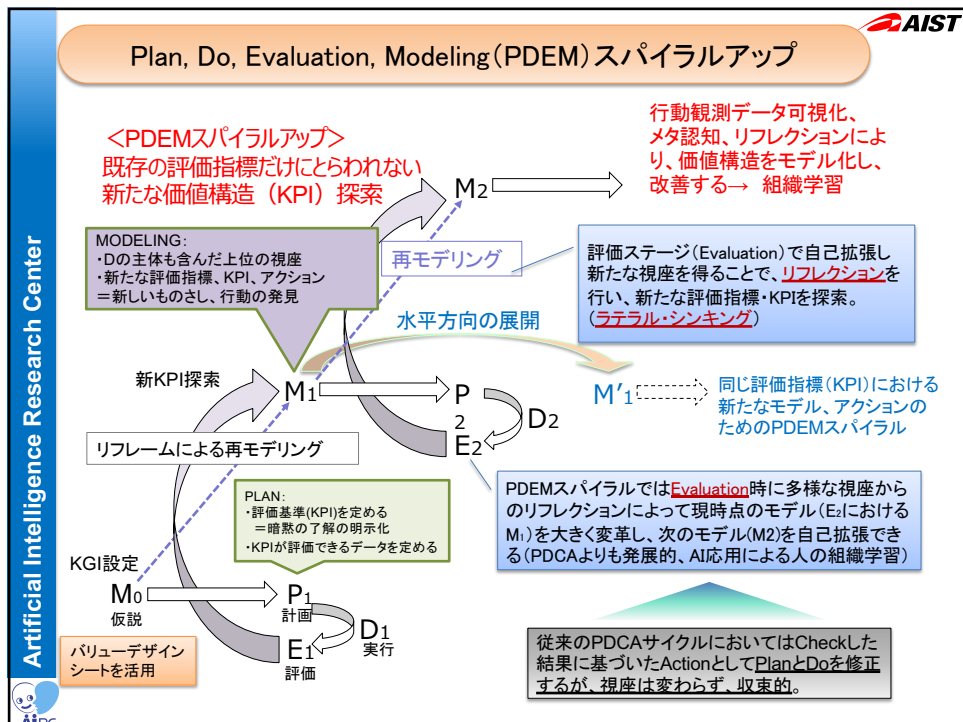 AIST
Plan, Do, Evaluation, Modeling(PDEM)スパイラルアップ
<PDEMスパイラルアップ>
既存の評価指標だけにとらわれない
新たな価値構造（KPI）探索
行動観測データ可視化、
メタ認知、リフレクションによ
り、価値構造をモデル化し、
改善する→ 組織学習
M2
MODELING：
・Dの主体も含んだ上位の視座
・新たな評価指標、KPI、アクション
＝新しいものさし、行動の発見
再モデリング
評価ステージ(Evaluation)で自己拡張し
新たな視座を得ることで、リフレクションを
行い、新たな評価指標・KPIを探索。
（ラテラル・シンキング）
水平方向の展開
新KPI探索
M1
P
2
D2
E2
M'1
同じ評価指標(KPI)における
新たなモデル、アクションの
ためのPDEMスパイラル
リフレームによる再モデリング
PLAN：
・評価基準(KPI)を定める
＝暗黙の了解の明示化
・KPIが評価できるデータを定める
PDEMスパイラルではEvaluation時に多様な視座から
のリフレクションによって現時点のモデル(E₂における
M₁)を大きく変革し、次のモデル(M2)を自己拡張でき
る(PDCAよりも発展的、AI応用による人の組織学習)
KGI設定
M0
仮説
P1
計画
D1
実行
E1
評価
バリューデザイン
シートを活用
従来のPDCAサイクルにおいてはCheckした
結果に基づいたActionとしてPlanとDoを修正
するが、視座は変わらず、収束的。
Artificial Intelligence Research Center